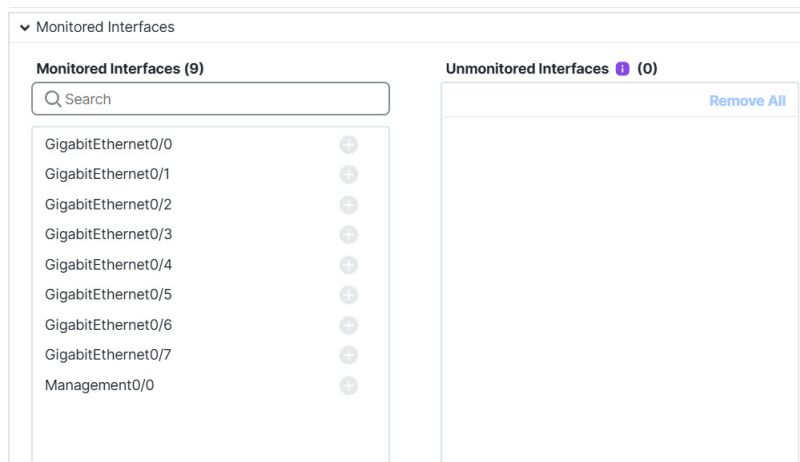 Monitored Interfaces
Monitored Interfaces (9)
Search
GigabitEthernet0/0
GigabitEthernet0/1
GigabitEthernet0/2
GigabitEthernet0/3
GigabitEthernet0/4
GigabitEthernet0/5
GigabitEthernet0/6
GigabitEthernet0/7
Management0/0
Unmonitored Interfaces i (0)
Remove All